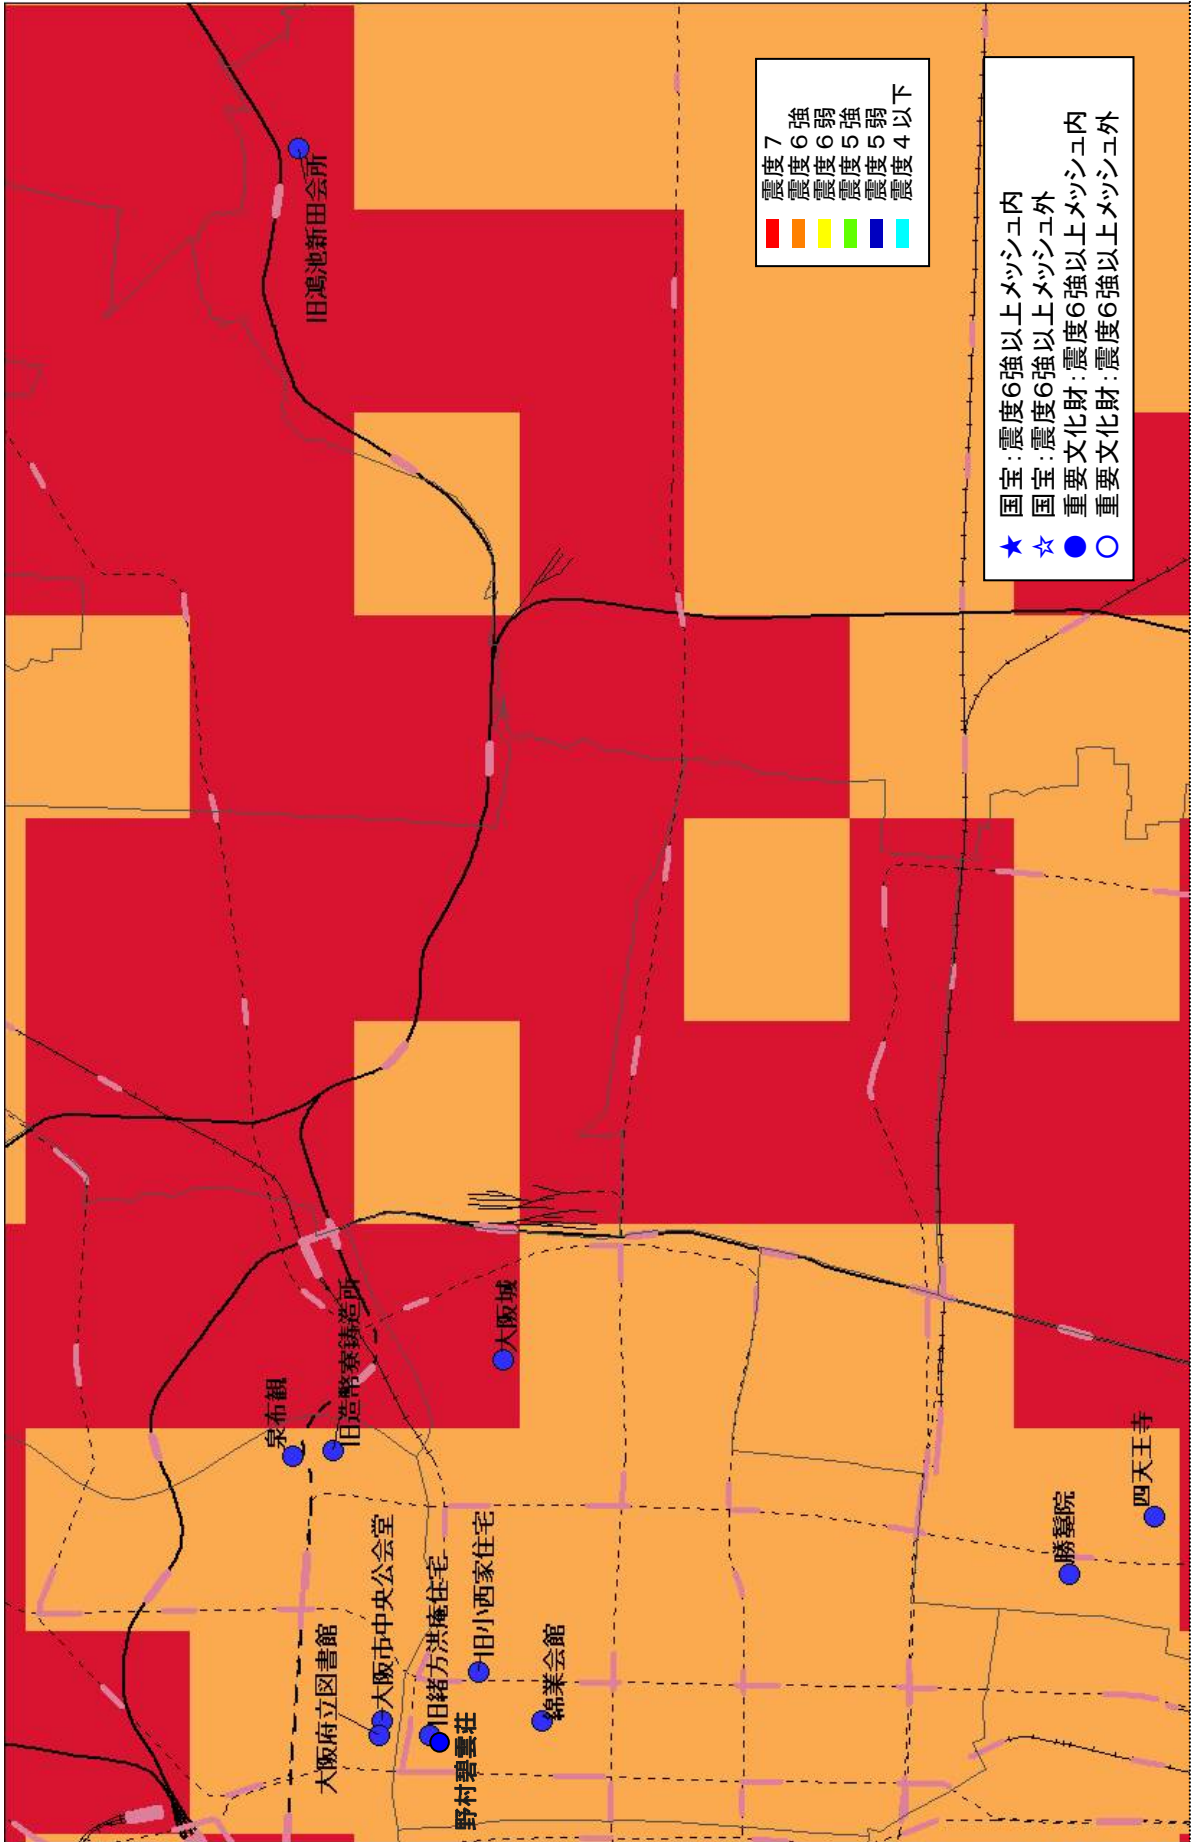 震度7
震度6強
震度6弱
震度5強
震度5弱
震度4以下
国宝：震度6強以上メッシュ内
国宝：震度6強以上メッシュ外
重要文化財：震度6強以上メッシュ内
重要文化財：震度6強以上メッシュ外
旧鴻池新田会所
泉布観
旧造幣寮鋳造所
大阪城
大阪府立図書館
大阪市中央公会堂
旧緒方洪庵住宅
野村碧雲荘
旧小西家住宅
綿業会館
勝鬘院
四天王寺